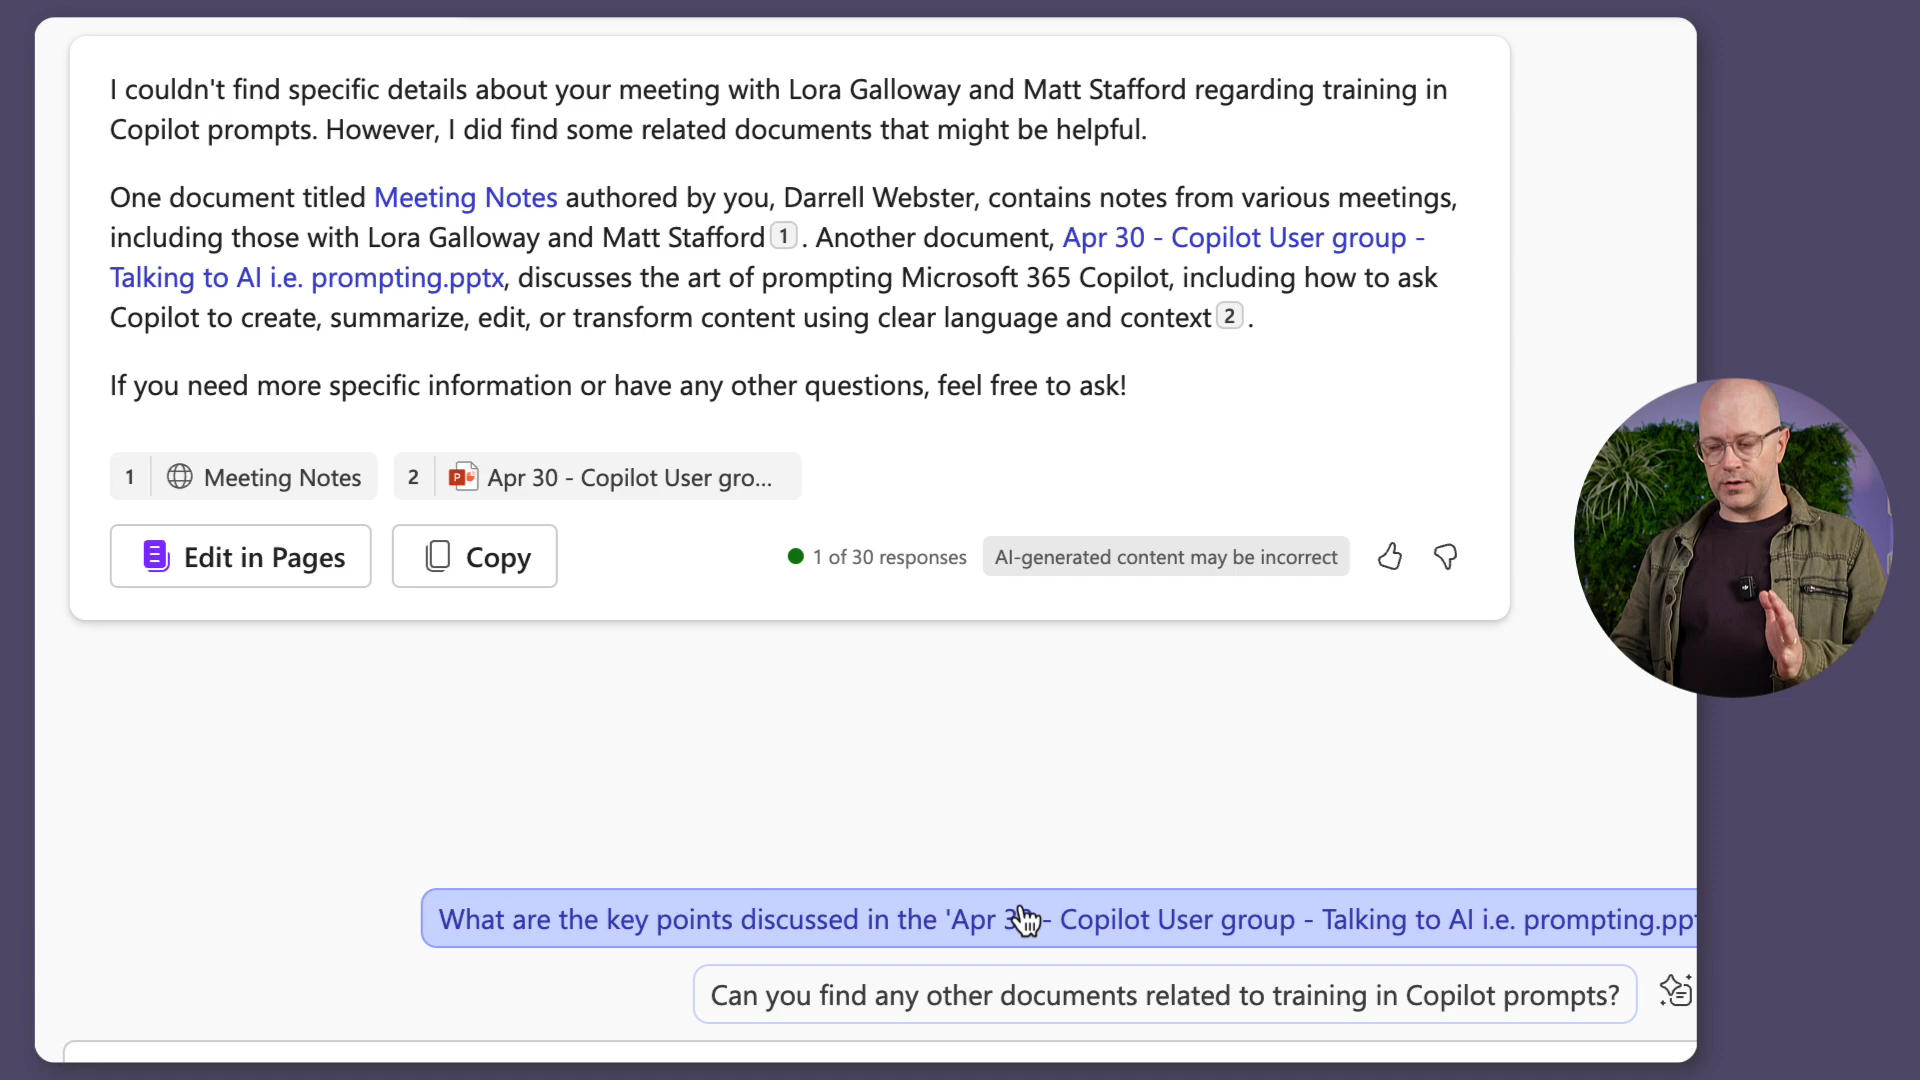 I couldn't find specific details about your meeting with Lora Galloway and Matt Stafford regarding training in
Copilot prompts. However, I did find some related documents that might be helpful.
One document titled Meeting Notes authored by you, Darrell Webster, contains notes from various meetings,
including those with Lora Galloway and Matt Stafford 1 . Another document, Apr 30 - Copilot User group -
Talking to AI i.e. prompting.pptx, discusses the art of prompting Microsoft 365 Copilot, including how to ask
Copilot to create, summarize, edit, or transform content using clear language and context 2 .
If you need more specific information or have any other questions, feel free to ask!
1 Meeting Notes 2 Apr 30 - Copilot User gro...
Edit in Pages Copy 1 of 30 responses AI-generated content may be incorrect
What are the key points discussed in the 'Apr 30 - Copilot User group - Talking to AI i.e. prompting.pp
Can you find any other documents related to training in Copilot prompts?